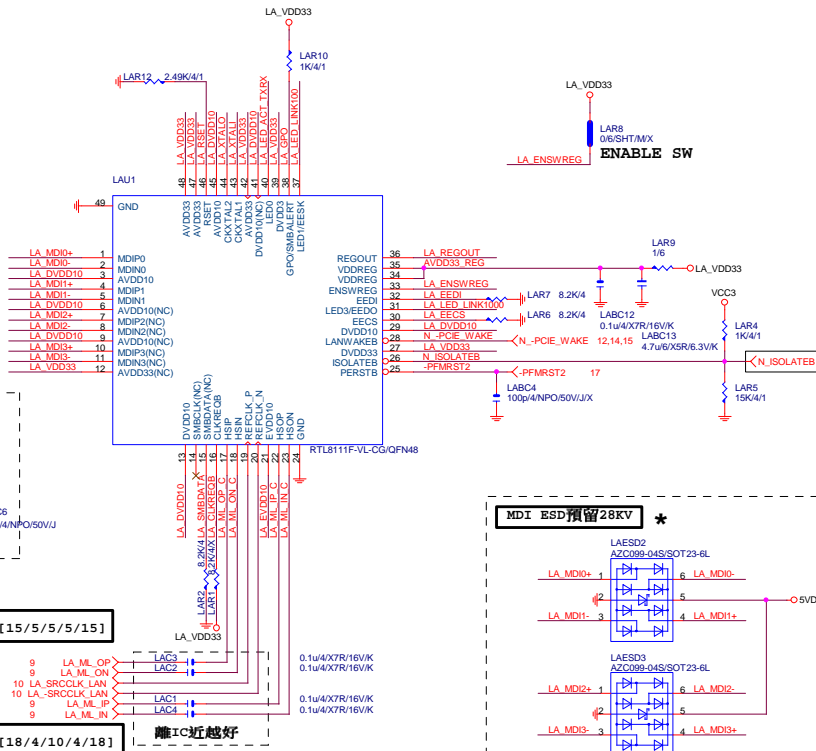 LA_VDD33
LAR10
1K/4/1
LAR12 2.49K/4/1
LA_VDD33
LA_VDD33
LA_RSET
LA_DVDD10
LA_XTALO
LA_XTALI
LA_VDD33
LA_DVDD10
LA_LED_ACT_TXRX
LA_VDD33
LA_GPO
LA_LED_LINK100
48 47 46 45 44 43 42 41 40 39 38 37
LA_VDD33
LAR8
0/6/SHT/M/X
LA_ENSWREG
ENABLE SW
LAU1
49 GND
AVDD33
AVDD33
RSET
AVDD10
CKXTAL2
CKXTAL1
AVDD33
DVDD10(NC)
LED0
DVDD3
GPO/SMBALERT
LED1/EESK
LA_MDI0+ 1 MDIP0
LA_MDI0- 2 MDIN0
LA_DVDD10 3 AVDD10
LA_MDI1+ 4 MDIP1
LA_MDI1- 5 MDIN1
LA_DVDD10 6 AVDD10(NC)
LA_MDI2+ 7 MDIP2(NC)
LA_MDI2- 8 MDIN2(NC)
LA_DVDD10 9 AVDD10(NC)
LA_MDI3+ 10 MDIP3(NC)
LA_MDI3- 11 MDIN3(NC)
LA_VDD33 12 AVDD33(NC)
REGOUT 36 LA_REGOUT
VDDREG 35 AVDD33_REG
VDDREG 34
ENSWREG 33 LA_ENSWREG
EEDI 32 LA_EEDI
LED3/EEDO 31 LA_LED_LINK1000
EECS 30 LA_EECS
DVDD10 29 LA_DVDD10
LANWAKEB 28 N_-PCIE_WAKE
DVDD33 27 LA_VDD33
ISOLATEB 26 N_ISOLATEB
PERSTB 25 -PFMRST2
LAR9
1/6
LA_VDD33
LAR7 8.2K/4
LAR6 8.2K/4
LABC12
0.1u/4/X7R/16V/K
LABC13
4.7u/6/X5R/6.3V/K
VCC3
LAR4
1K/4/1
N_-PCIE_WAKE 12,14,15
N_ISOLATEB
-PFMRST2 17
LABC4
100p/4/NPO/50V/J/X
LAR5
15K/4/1
DVDD10
SMBCLK(NC)
SMBDATA(NC)
CLKREQB
HSIP
HSIN
REFCLK_P
REFCLK_N
EVDD10
HSOP
HSON
GND
RTL8111F-VL-CG/QFN48
13 14 15 16 17 18 19 20 21 22 23 24
LA_DVDD10
LA_SMBDATA
LA_CLKREQB
LA_ML_OP_C
LA_ML_ON_C
LA_EVDD10
LA_ML_IP_C
LA_ML_IN_C
8.2K/4
8.2K/4/X
LAR2
LAR1
LA_VDD33
C6
/4/NPO/50V/J
[15/5/5/5/15]
9 LA_ML_OP
9 LA_ML_ON
10 LA_SRCCLK_LAN
10 LA_-SRCCLK_LAN
9 LA_ML_IP
9 LA_ML_IN
LAC3 0.1u/4/X7R/16V/K
LAC2 0.1u/4/X7R/16V/K
LAC1 0.1u/4/X7R/16V/K
LAC4 0.1u/4/X7R/16V/K
離IC近越好
[18/4/10/4/18]
MDI ESD預留28KV *
LAESD2
AZC099-04S/SOT23-6L
LA_MDI0+ 1 6 LA_MDI0-
2 5 5VD
LA_MDI1- 3 4 LA_MDI1+
LAESD3
AZC099-04S/SOT23-6L
LA_MDI2+ 1 6 LA_MDI2-
2 5
LA_MDI3- 3 4 LA_MDI3+